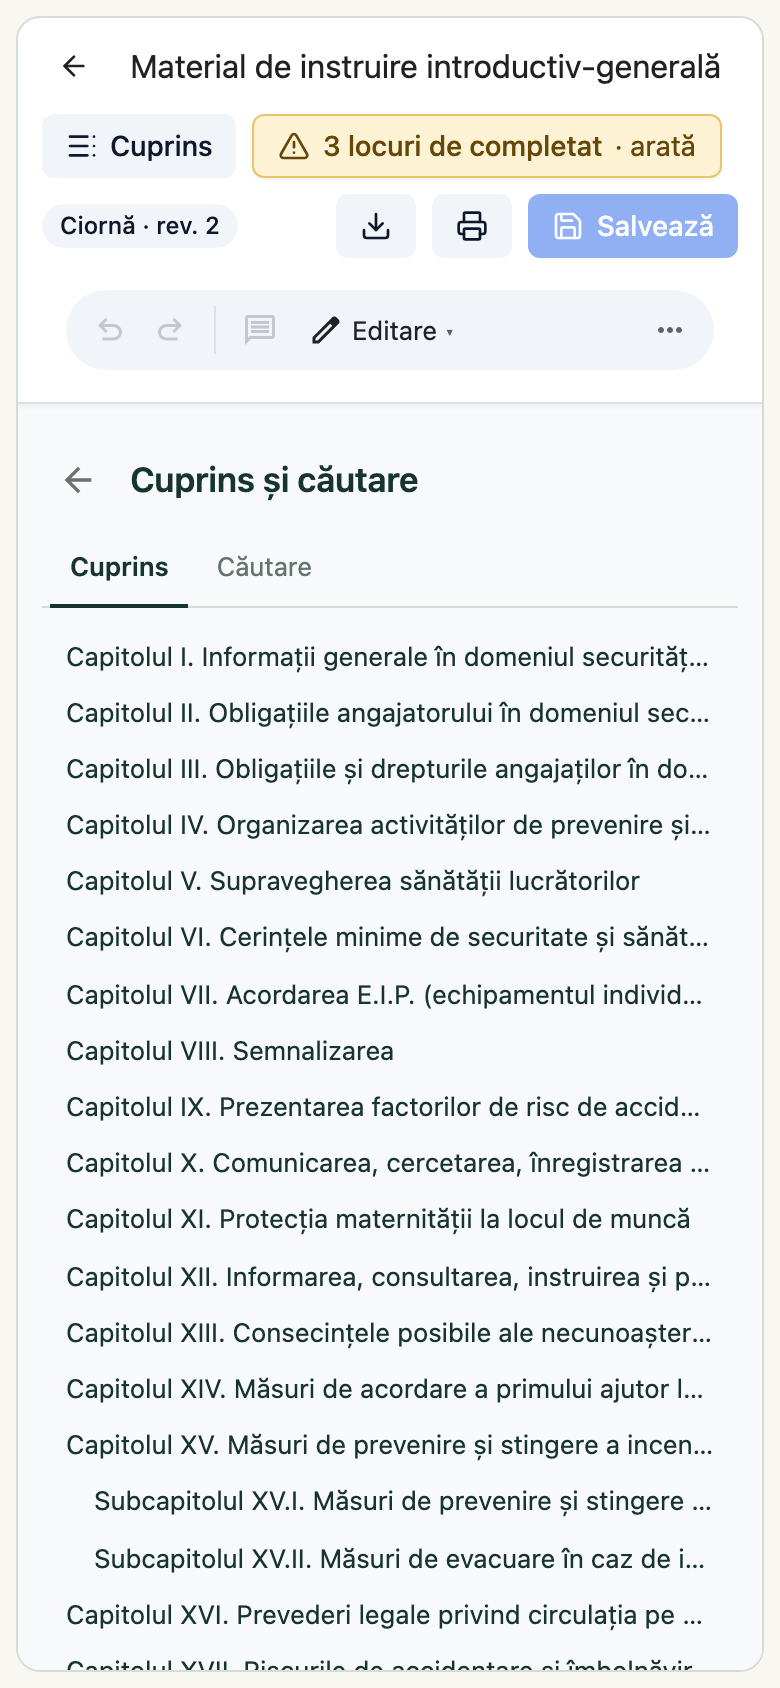 Material de instruire introductiv-generală
Cuprins
3 locuri de completat · arată
Ciornă · rev. 2
Salvează
Editare
Cuprins și căutare
Cuprins
Căutare
Capitolul I. Informații generale în domeniul securităț...
Capitolul II. Obligațiile angajatorului în domeniul sec...
Capitolul III. Obligațiile și drepturile angajaților în do...
Capitolul IV. Organizarea activităților de prevenire și...
Capitolul V. Supravegherea sănătății lucrătorilor
Capitolul VI. Cerințele minime de securitate și sănăt...
Capitolul VII. Acordarea E.I.P. (echipamentul individ...
Capitolul VIII. Semnalizarea
Capitolul IX. Prezentarea factorilor de risc de accid...
Capitolul X. Comunicarea, cercetarea, înregistrarea ...
Capitolul XI. Protecția maternității la locul de muncă
Capitolul XII. Informarea, consultarea, instruirea și p...
Capitolul XIII. Consecințele posibile ale necunoașter...
Capitolul XIV. Măsuri de acordare a primului ajutor l...
Capitolul XV. Măsuri de prevenire și stingere a incen...
Subcapitolul XV.I. Măsuri de prevenire și stingere ...
Subcapitolul XV.II. Măsuri de evacuare în caz de i...
Capitolul XVI. Prevederi legale privind circulația pe ...
Capitolul XVII. Riscurile de accidentare și îmbolnăvir...